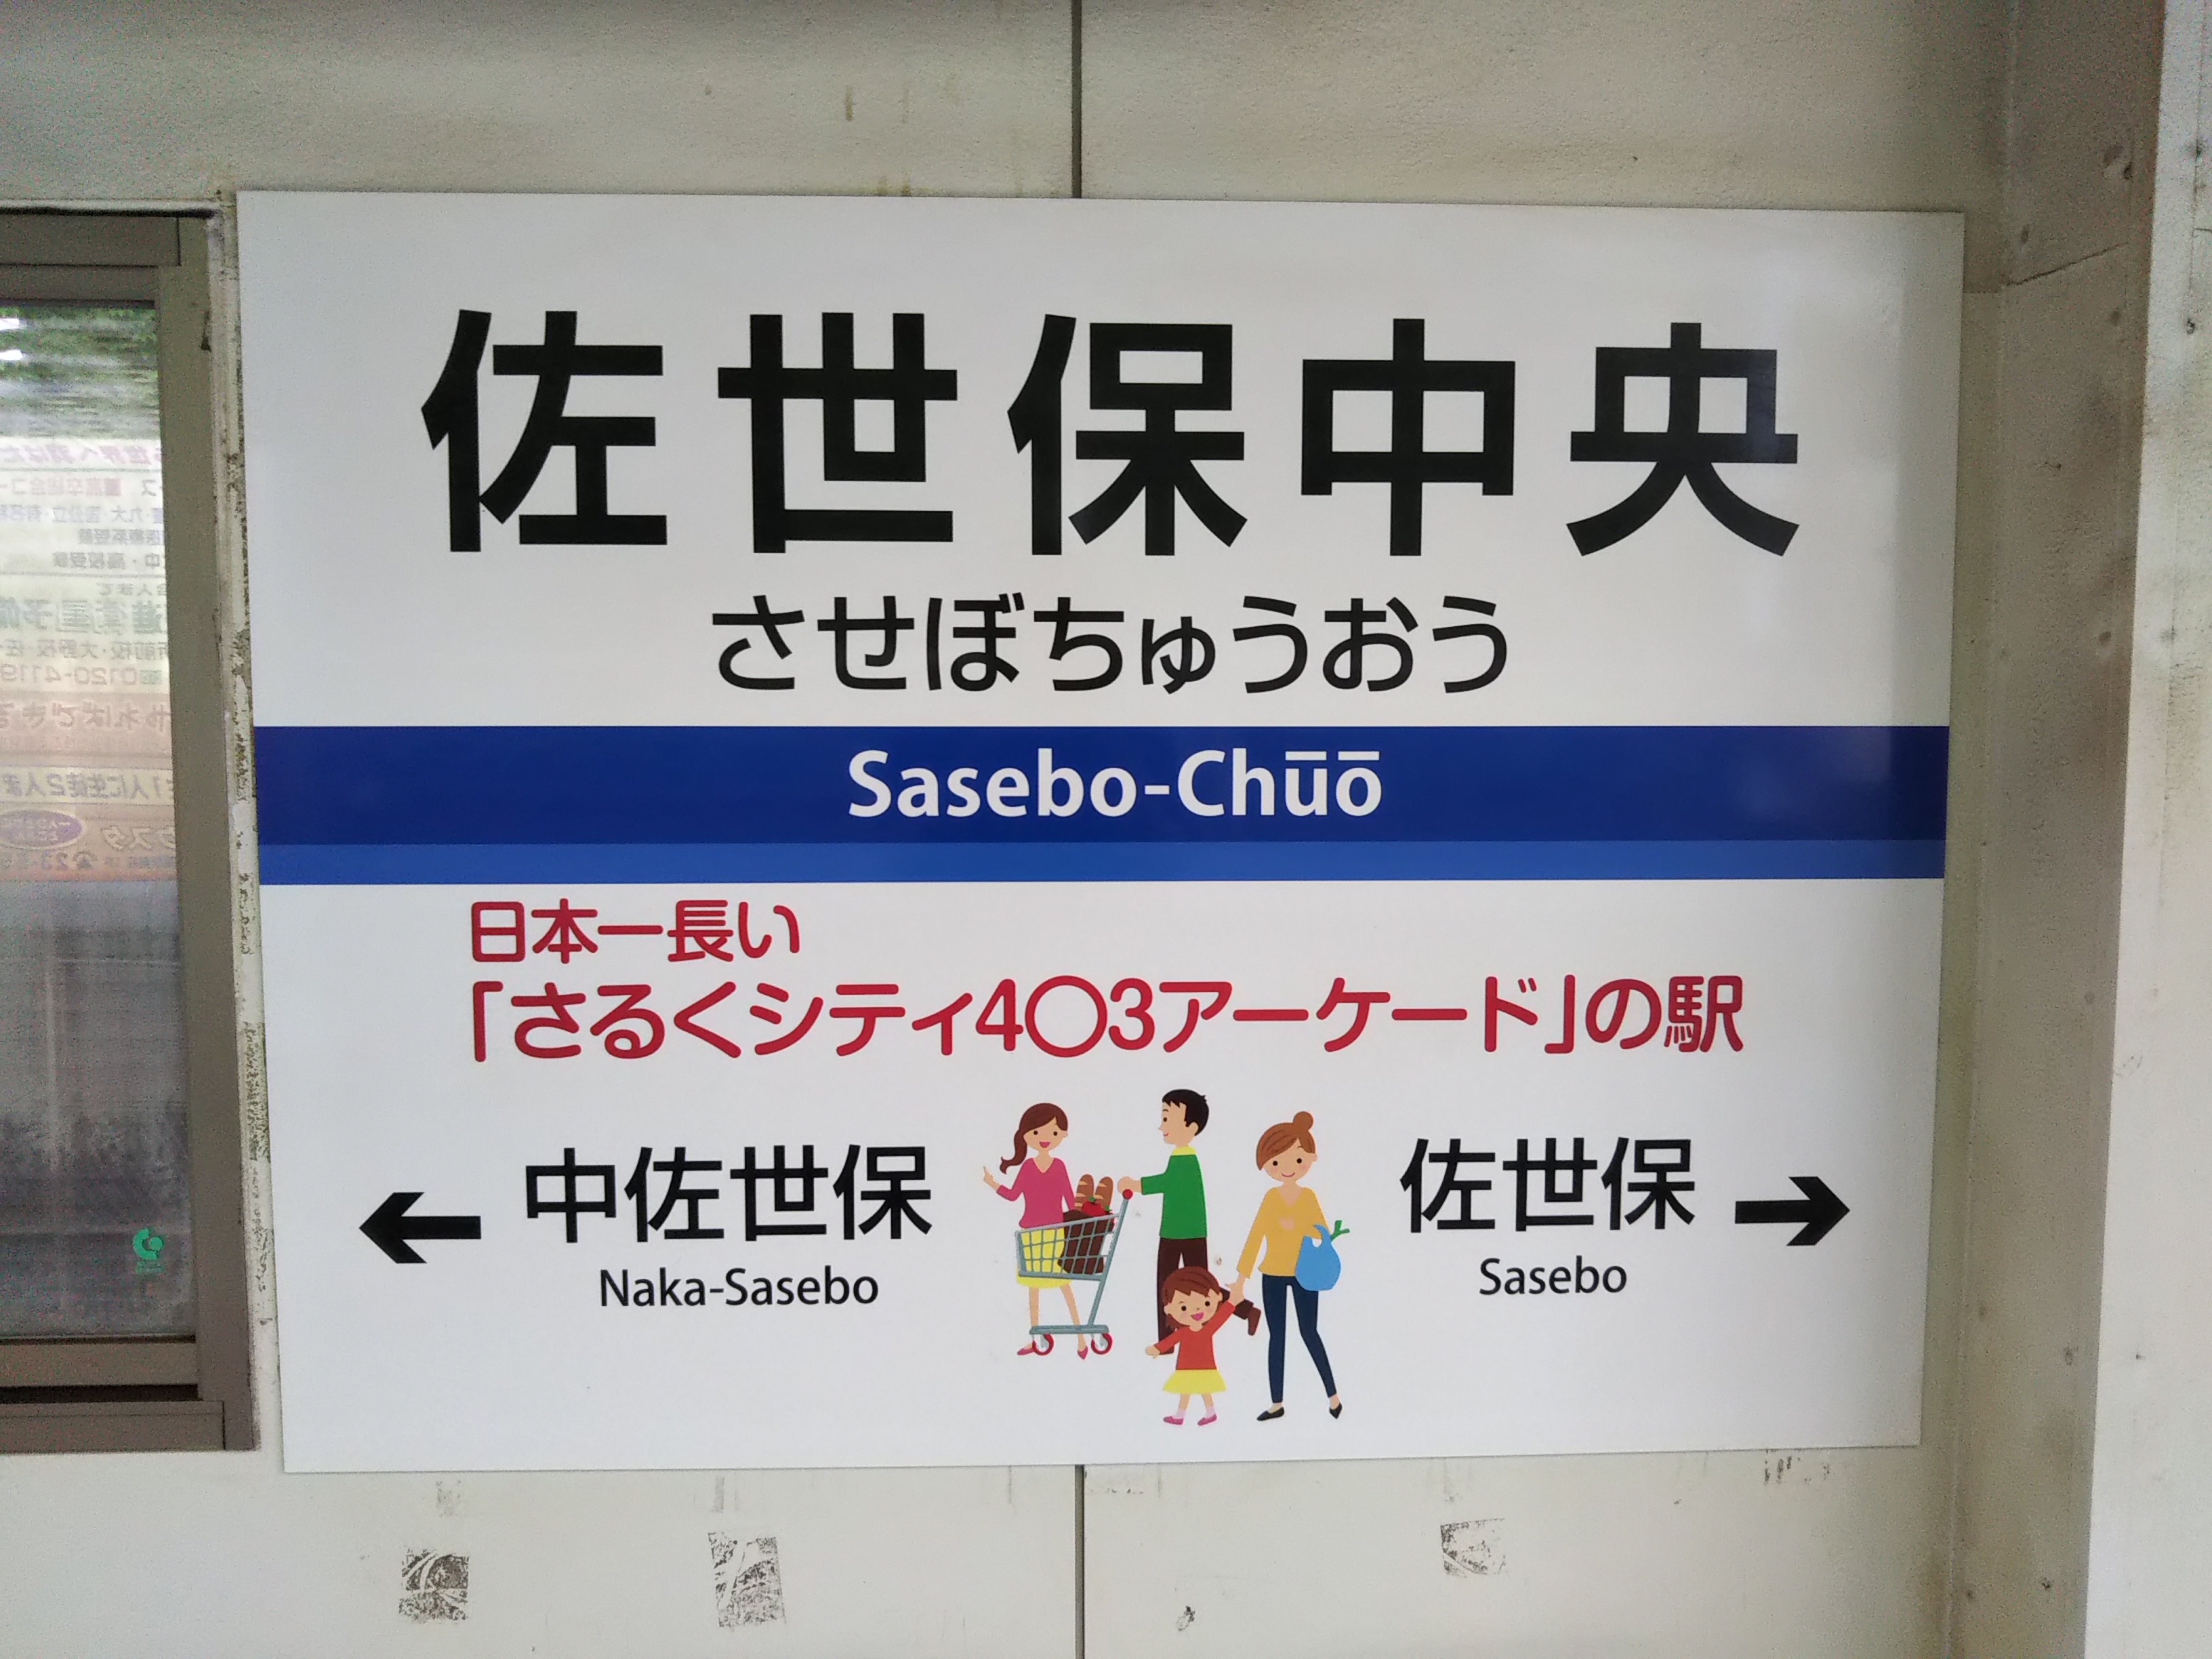 佐世保中央
させぼちゅうおう
Sasebo-Chūō
日本一長い
「さるくシティ4〇3アーケード」の駅
← 中佐世保
Naka-Sasebo
佐世保 →
Sasebo